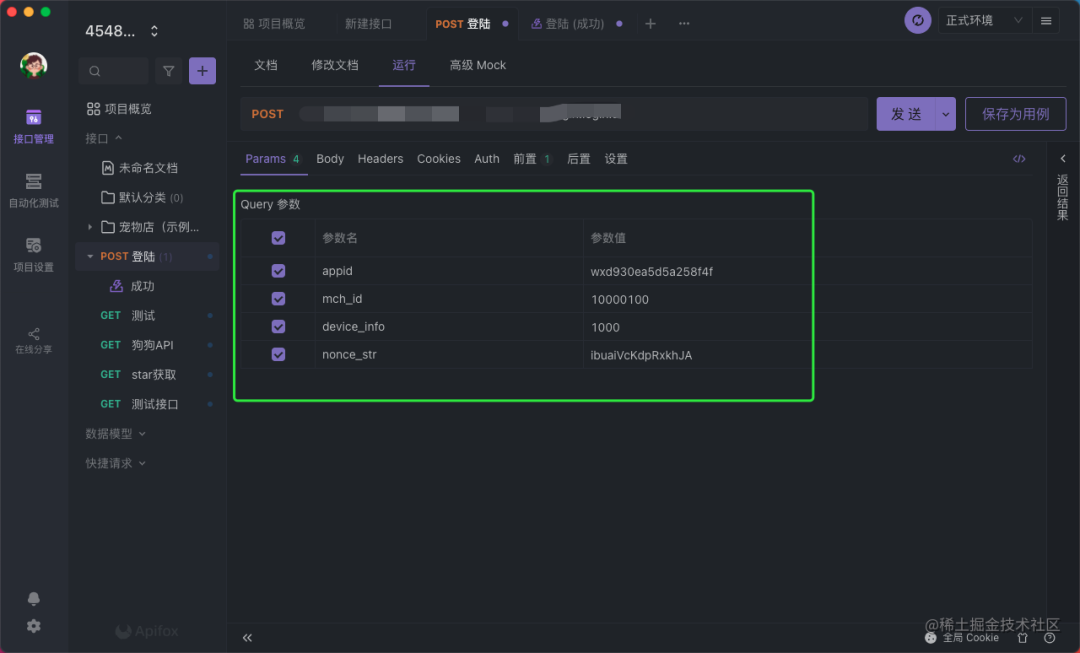 4548...
项目概览
新建接口
POST 登陆
登陆 (成功)
正式环境
文档
修改文档
运行
高级 Mock
POST
发 送
保存为用例
接口管理
自动化测试
项目设置
在线分享
项目概览
接口
未命名文档
默认分类 (0)
宠物店（示例...
POST 登陆 (1)
成功
GET 测试
GET 狗狗API
GET star获取
GET 测试接口
数据模型
快捷请求
Apifox
Params 4
Body
Headers
Cookies
Auth
前置 1
后置
设置
返回结果
Query 参数
参数名 参数值
appid wxd930ea5d5a258f4f
mch_id 10000100
device_info 1000
nonce_str ibuaiVcKdpRxkhJA
@稀土掘金技术社区
全局 Cookie